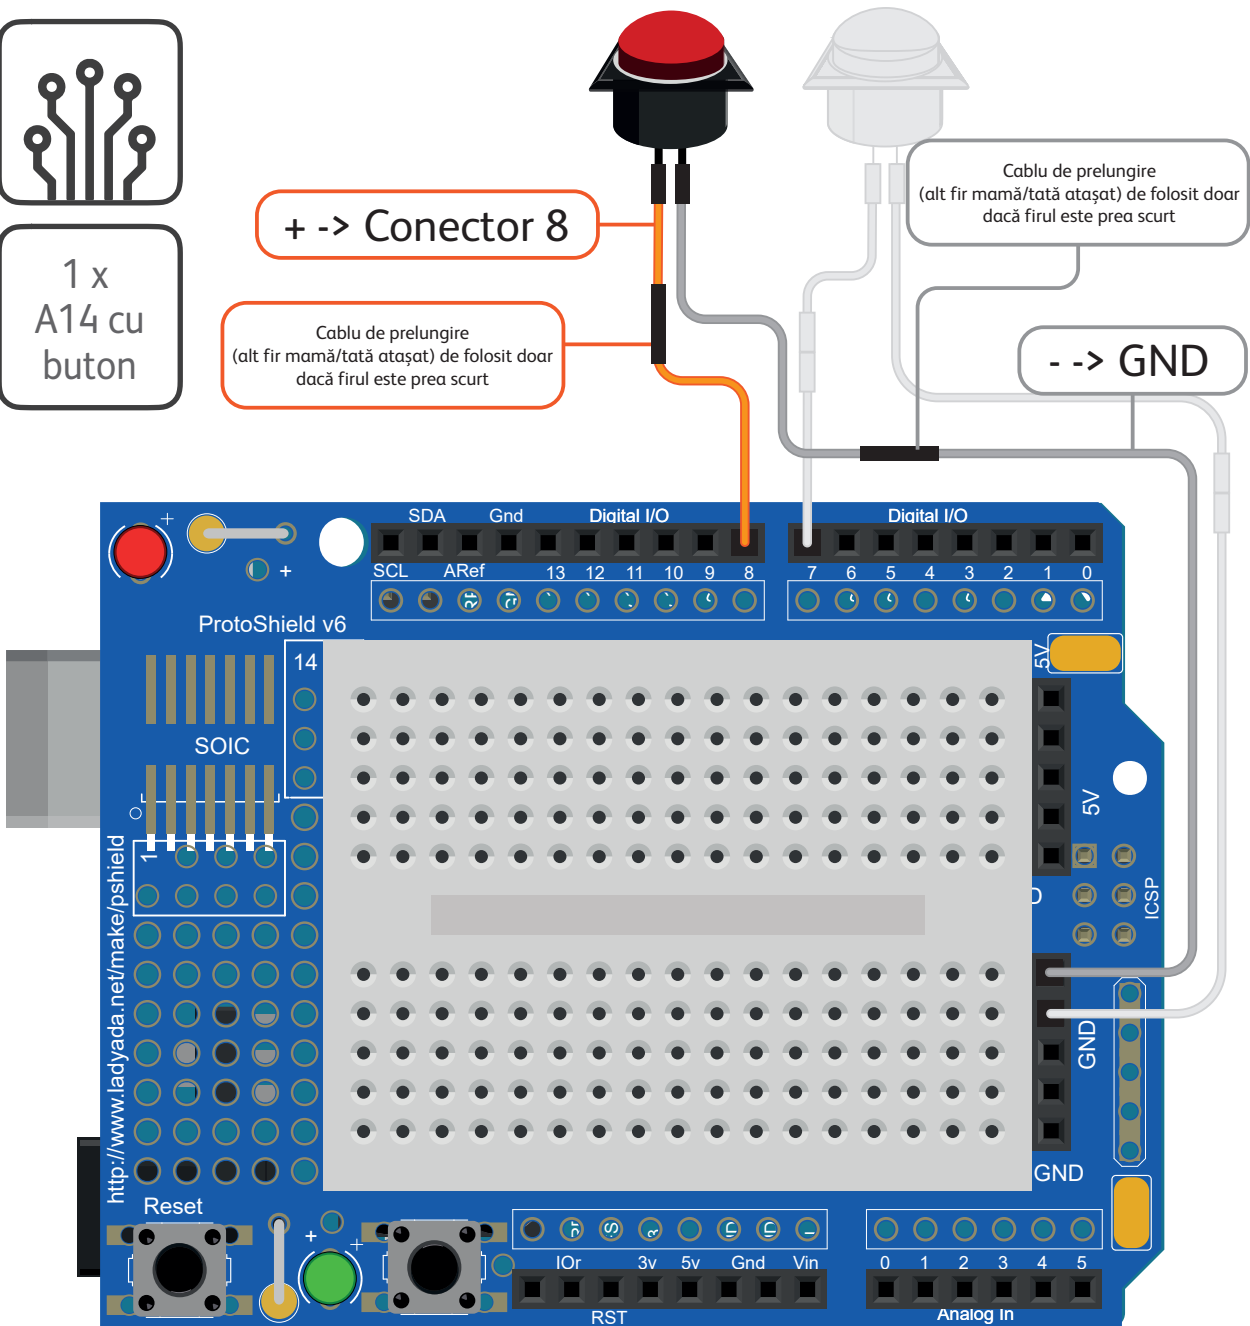 1 x
A14 cu
buton
+ -> Conector 8
Cablu de prelungire
(alt fir mamă/tată atașat) de folosit doar
dacă firul este prea scurt
Cablu de prelungire
(alt fir mamă/tată atașat) de folosit doar
dacă firul este prea scurt
- -> GND
SDA Gnd Digital I/O Digital I/O
SCL ARef 13 12 11 10 9 8 7 6 5 4 3 2 1 0
+
+
ProtoShield v6
14
5V
SOIC
5V
1
ICSP
http://www.ladyada.net/make/pshield
GND
GND
Reset
+
+
IOr 3v 5v Gnd Vin 0 1 2 3 4 5
RST Analog In